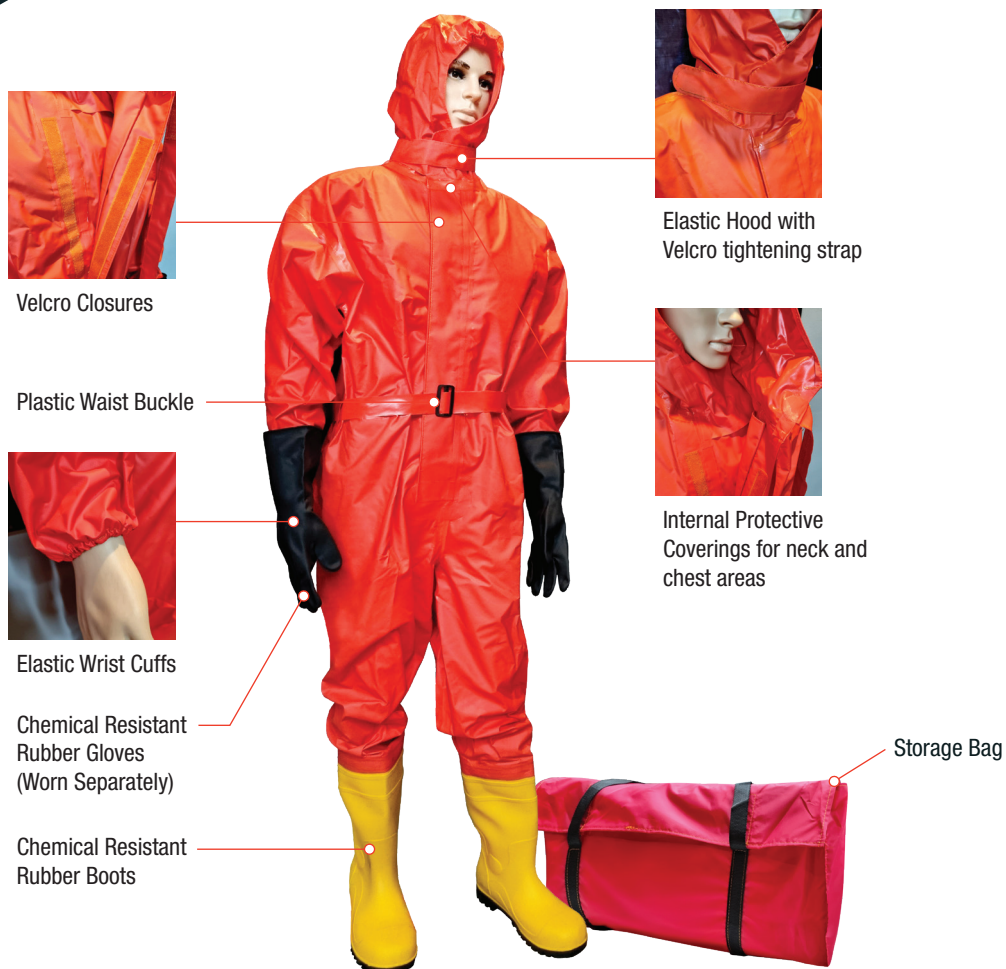 Velcro Closures
Plastic Waist Buckle
Elastic Wrist Cuffs
Chemical Resistant
Rubber Gloves
(Worn Separately)
Chemical Resistant
Rubber Boots
Elastic Hood with
Velcro tightening strap
Internal Protective
Coverings for neck and
chest areas
Storage Bag